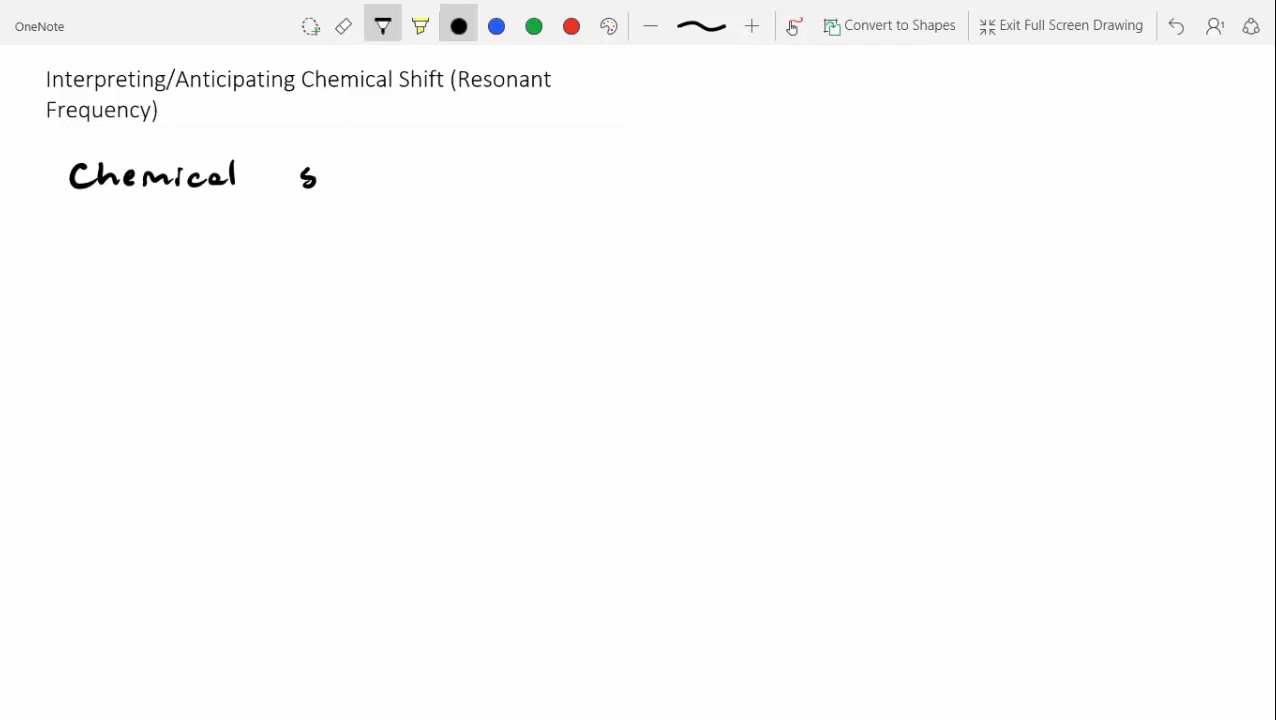 OneNote
Convert to Shapes
Exit Full Screen Drawing
Interpreting/Anticipating Chemical Shift (Resonant
Frequency)
Chemical s